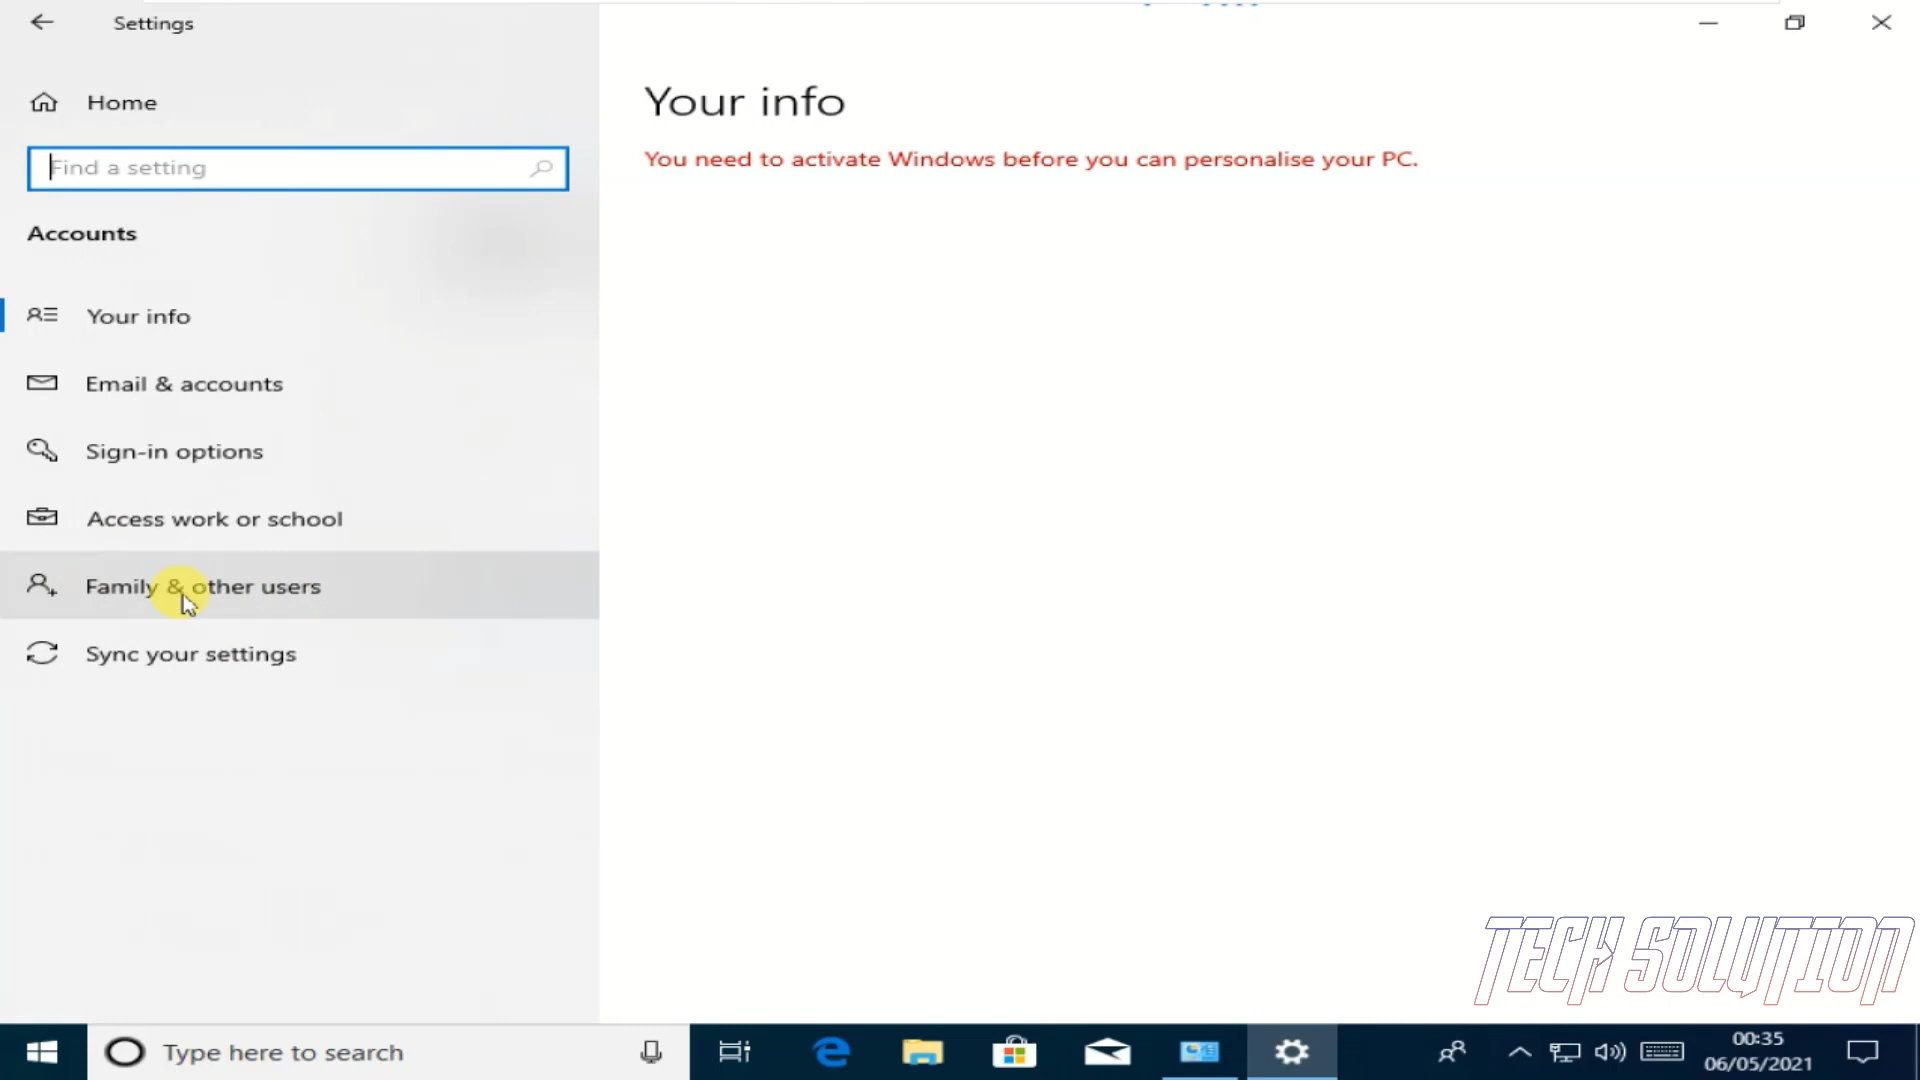 Settings
Home
Find a setting
Accounts
Your info
Email & accounts
Sign-in options
Access work or school
Family & other users
Sync your settings
Your info
You need to activate Windows before you can personalise your PC.
TECH SOLUTION
Type here to search
00:35
06/05/2021